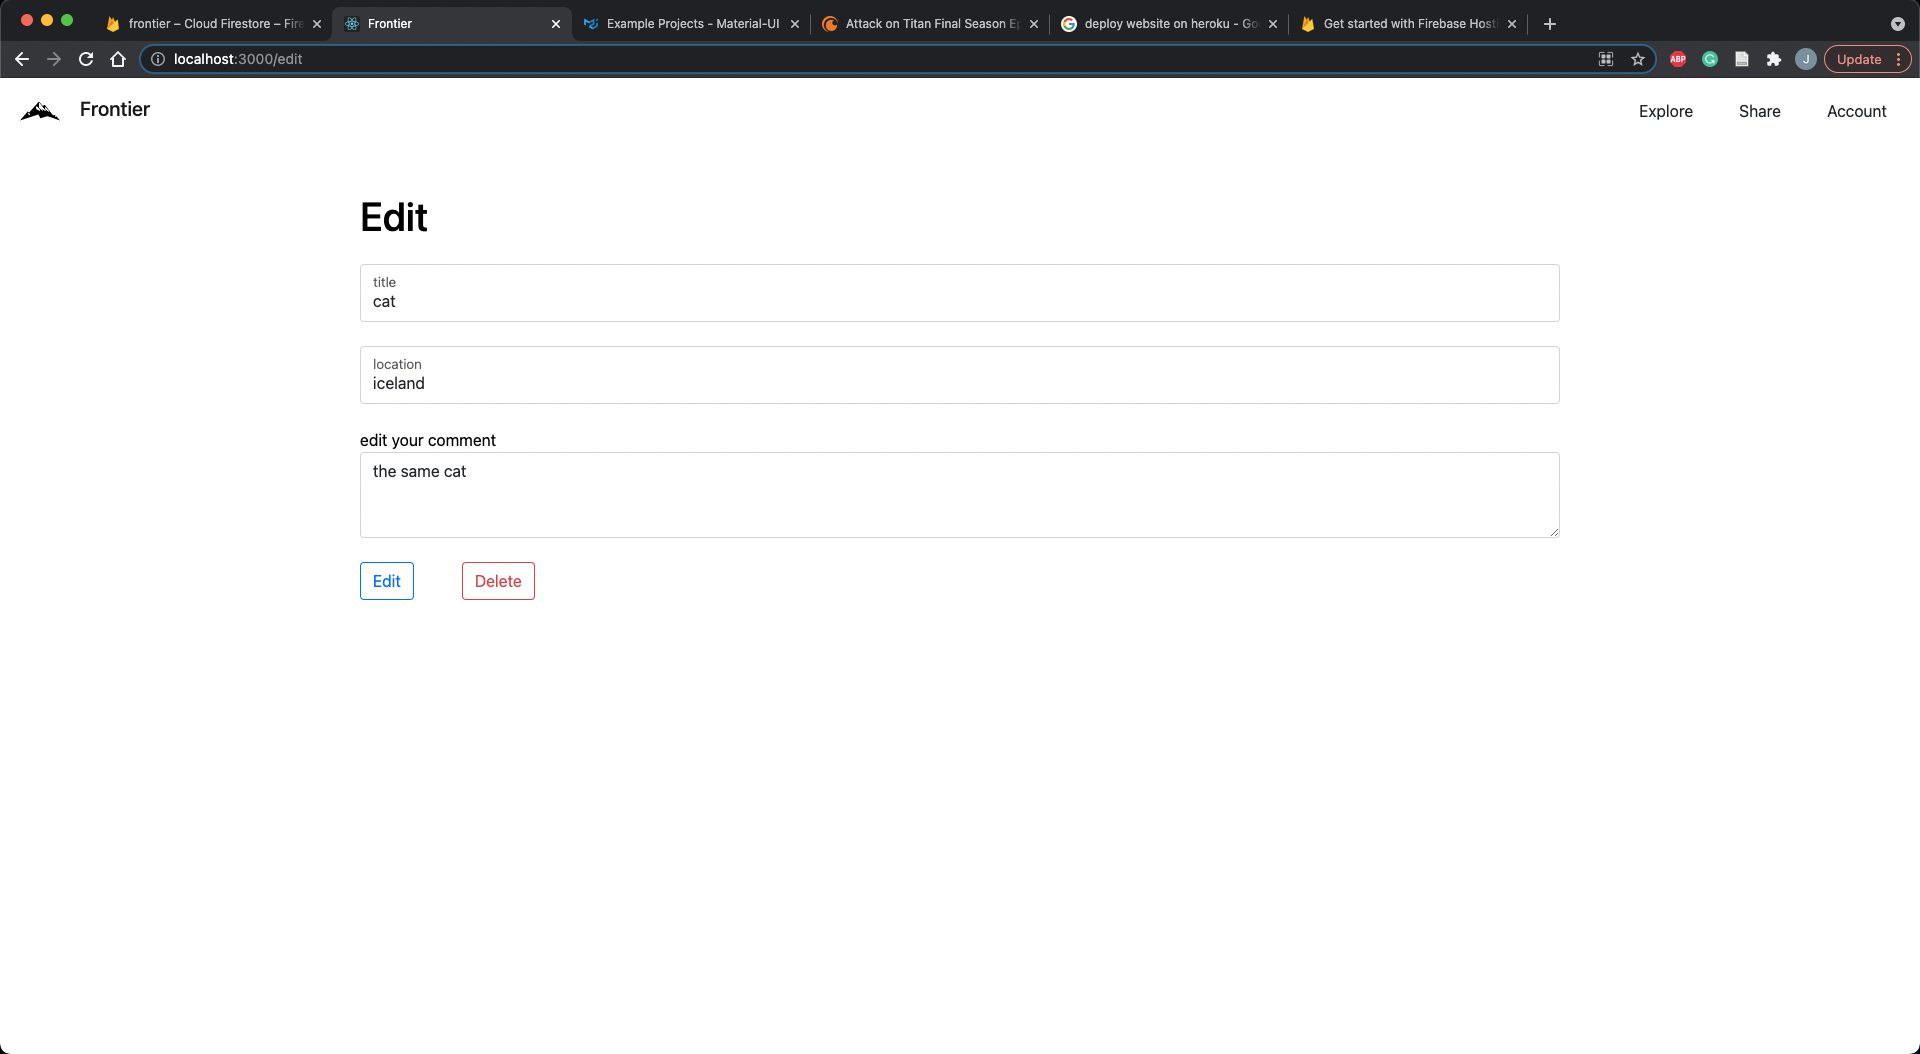 frontier – Cloud Firestore – Fire
Frontier
Example Projects - Material-UI
Attack on Titan Final Season Ep
deploy website on heroku - Go
Get started with Firebase Hosti
localhost:3000/edit
ABP
G
J
Update
Frontier
Explore
Share
Account
Edit
title
cat
location
iceland
edit your comment
the same cat
Edit
Delete